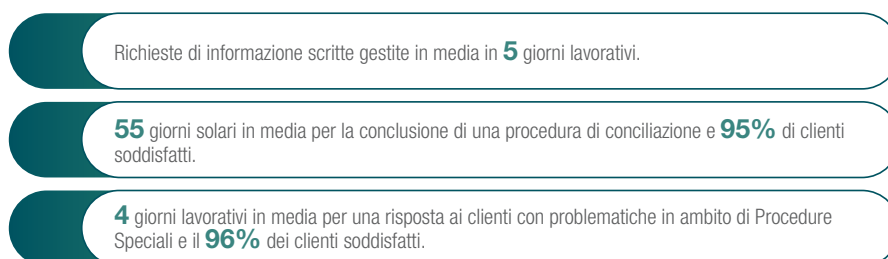 Richieste di informazione scritte gestite in media in 5 giorni lavorativi.
55 giorni solari in media per la conclusione di una procedura di conciliazione e 95% di clienti
soddisfatti.
4 giorni lavorativi in media per una risposta ai clienti con problematiche in ambito di Procedure
Speciali e il 96% dei clienti soddisfatti.